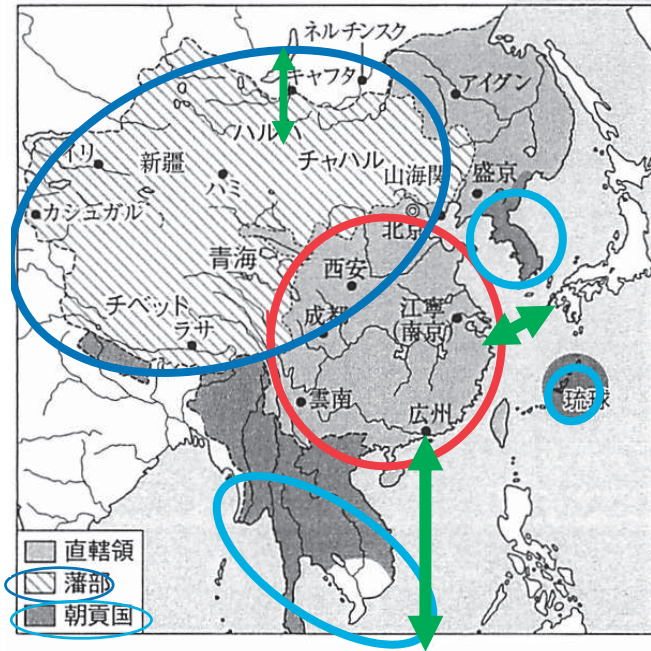 ネルチンスク
キャフタ
アイグン
ハルハ
チャハル
イリ
新疆
ハミ
山海関
盛京
カシュガル
北京
青海
西安
チベット
ラサ
成都
江寧
南京
雲南
広州
琉球
直轄領
藩部
朝貢国